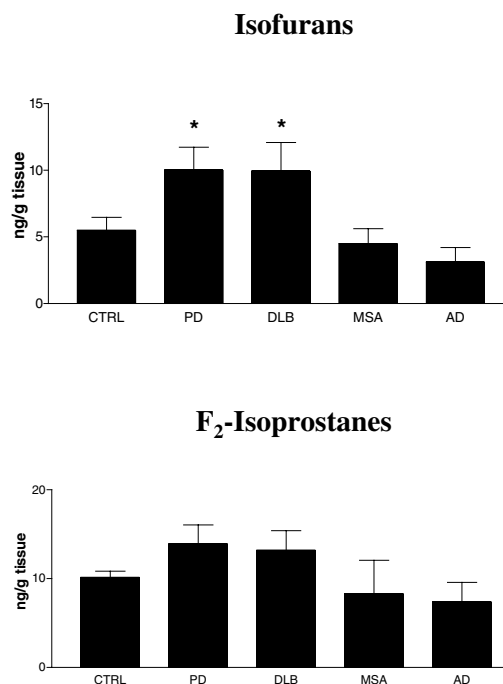 Isofurans
ng/g tissue
15
10
5
0
* *
CTRL PD DLB MSA AD
F₂-Isoprostanes
ng/g tissue
20
10
0
CTRL PD DLB MSA AD